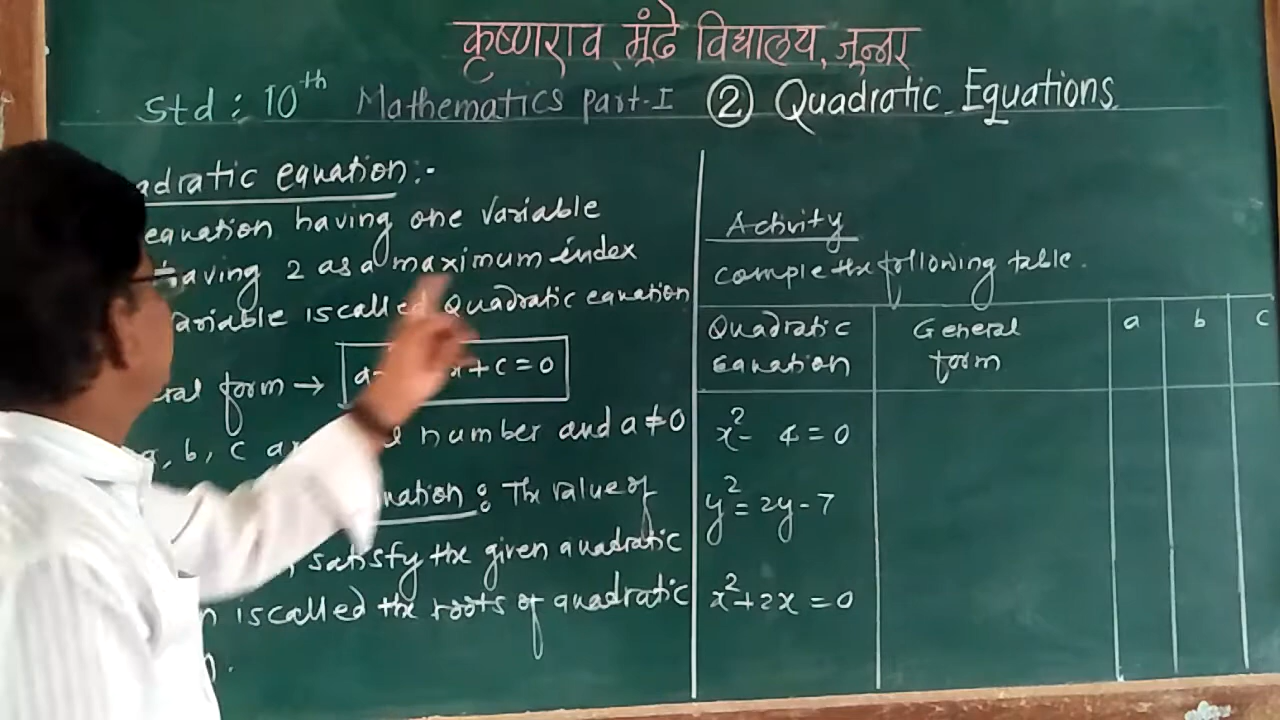 कृष्णराव मुंढे विद्यालय, जुन्नर
Std : 10th Mathematics part-I ② Quadratic Equations
adratic equation :-
equation having one variable
having 2 as a maximum index
variable is called Quadratic equation
ral form → a x + c = 0
a, b, c a number and a ≠ 0
uation : The value of
satisfy the given quadratic
n is called the roots of quadratic
n.
Activity
comple the following table.
Quadratic Equation
General form
a
b
c
x² - 4 = 0
y² = 2y - 7
x² + 2x = 0